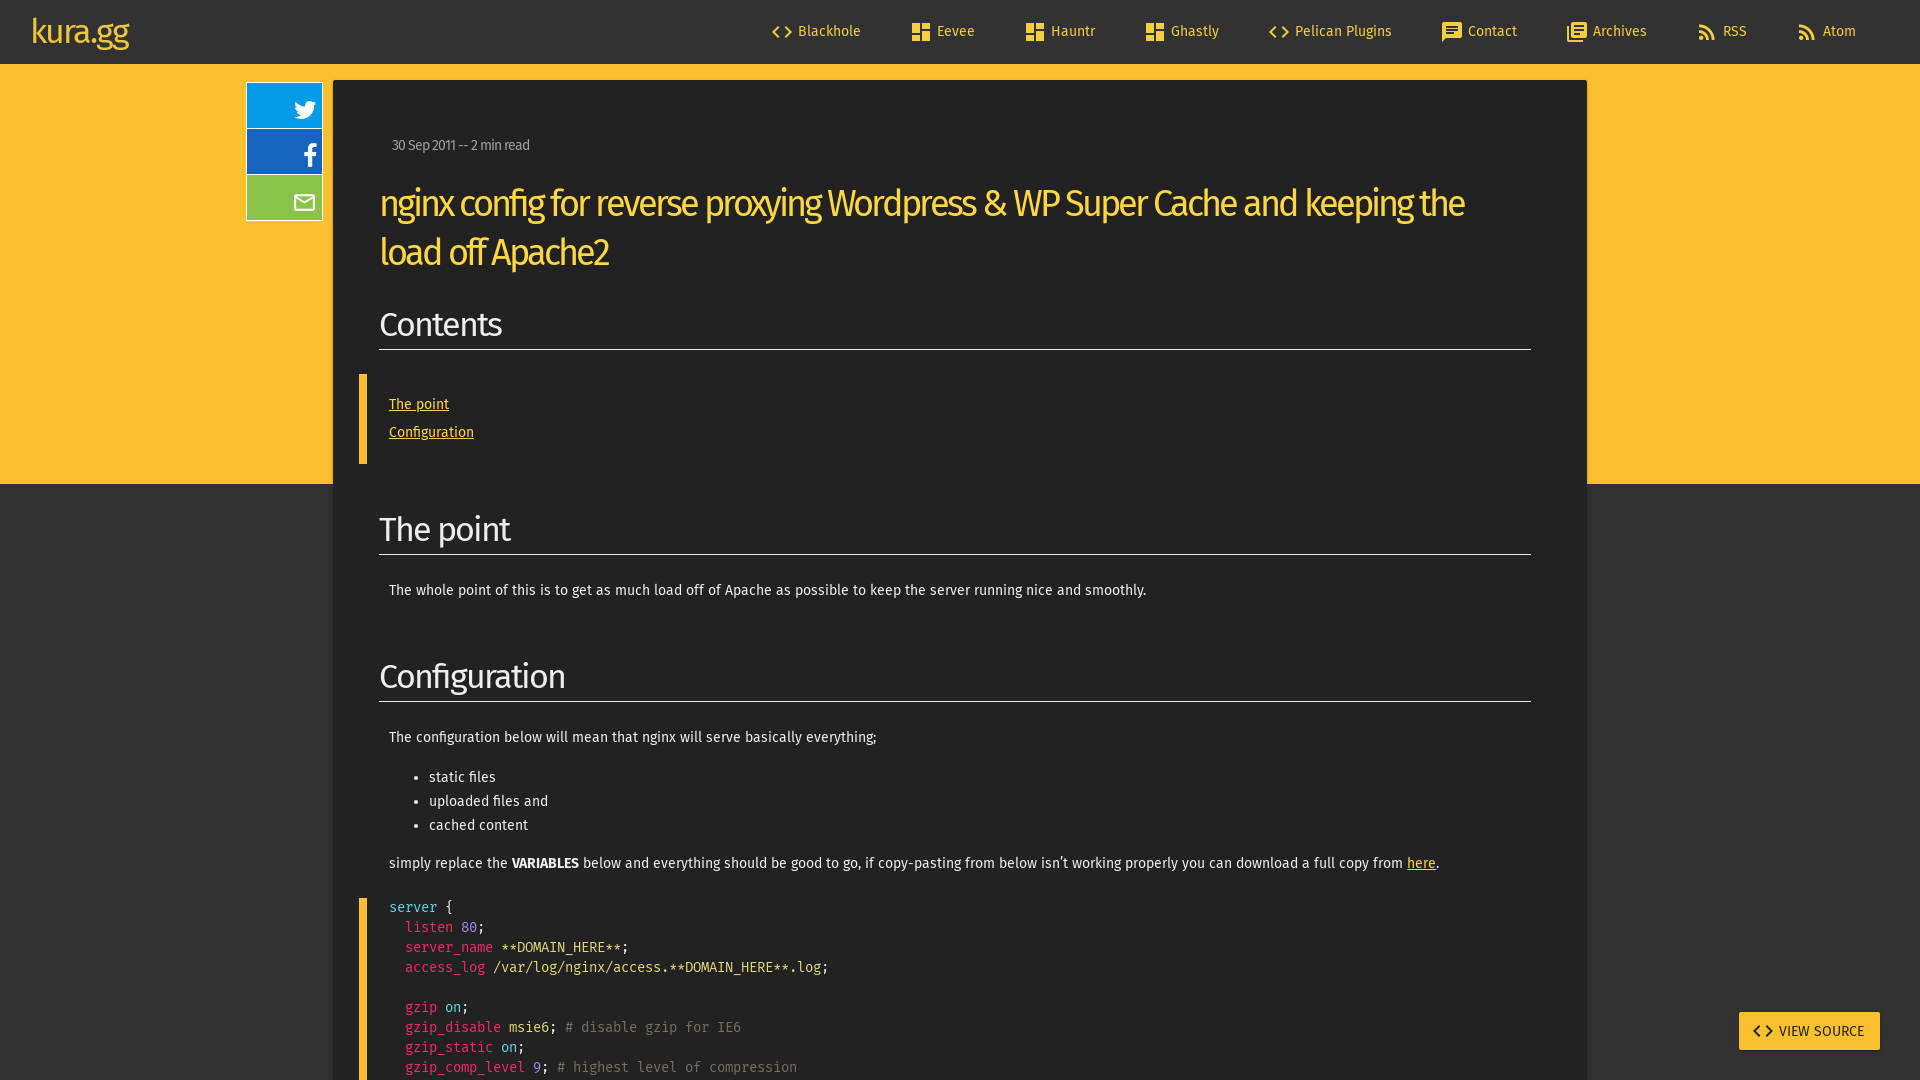 kura.gg
Blackhole
Eevee
Hauntr
Ghastly
Pelican Plugins
Contact
Archives
RSS
Atom
30 Sep 2011 -- 2 min read
nginx config for reverse proxying Wordpress & WP Super Cache and keeping the
load off Apache2
Contents
The point
Configuration
The point
The whole point of this is to get as much load off of Apache as possible to keep the server running nice and smoothly.
Configuration
The configuration below will mean that nginx will serve basically everything;
• static files
• uploaded files and
• cached content
simply replace the VARIABLES below and everything should be good to go, if copy-pasting from below isn’t working properly you can download a full copy from here.
server {
  listen 80;
  server_name **DOMAIN_HERE**;
  access_log /var/log/nginx/access.**DOMAIN_HERE**.log;
  gzip on;
  gzip_disable msie6; # disable gzip for IE6
  gzip_static on;
  gzip_comp_level 9; # highest level of compression
VIEW SOURCE